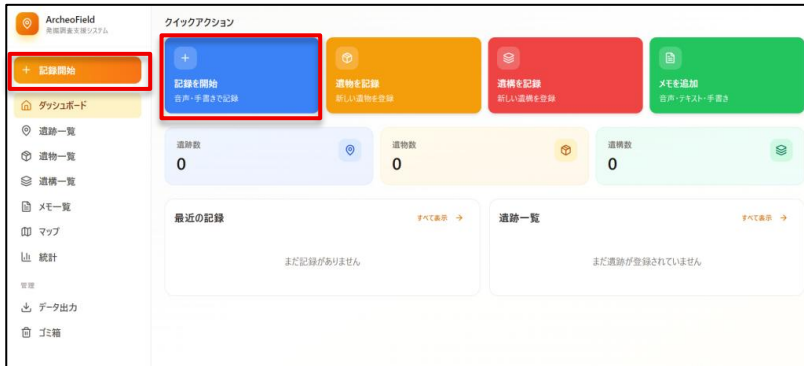 ArcheoField
発掘調査支援システム
+ 記録開始
ダッシュボード
遺跡一覧
遺物一覧
遺構一覧
メモ一覧
マップ
統計
管理
データ出力
ゴミ箱
クイックアクション
記録を開始
音声・手書きで記録
遺物を記録
新しい遺物を登録
遺構を記録
新しい遺構を登録
メモを追加
音声・テキスト・手書き
遺跡数
0
遺物数
0
遺構数
0
最近の記録
すべて表示 →
まだ記録がありません
遺跡一覧
すべて表示 →
まだ遺跡が登録されていません